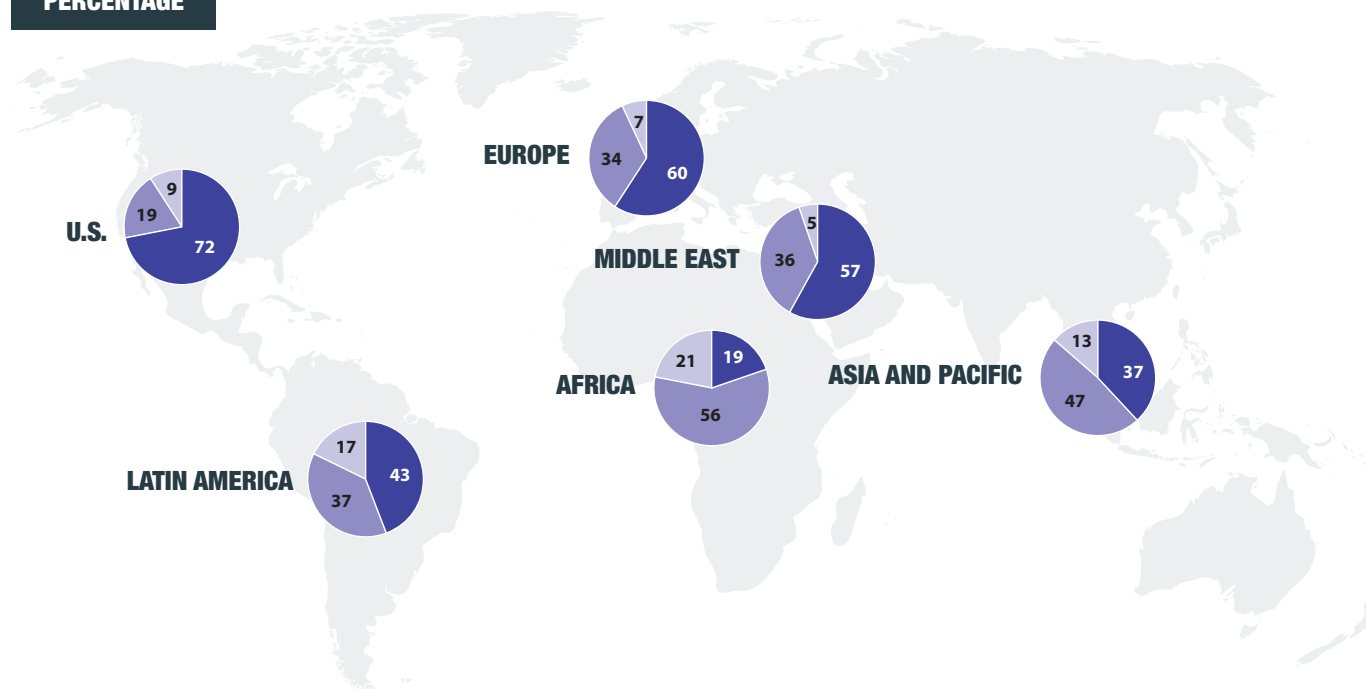 PERCENTAGE
7
EUROPE
34
60
9
19
U.S.
72
5
MIDDLE EAST
36
57
21
19
AFRICA
56
13
ASIA AND PACIFIC
37
47
17
43
LATIN AMERICA
37